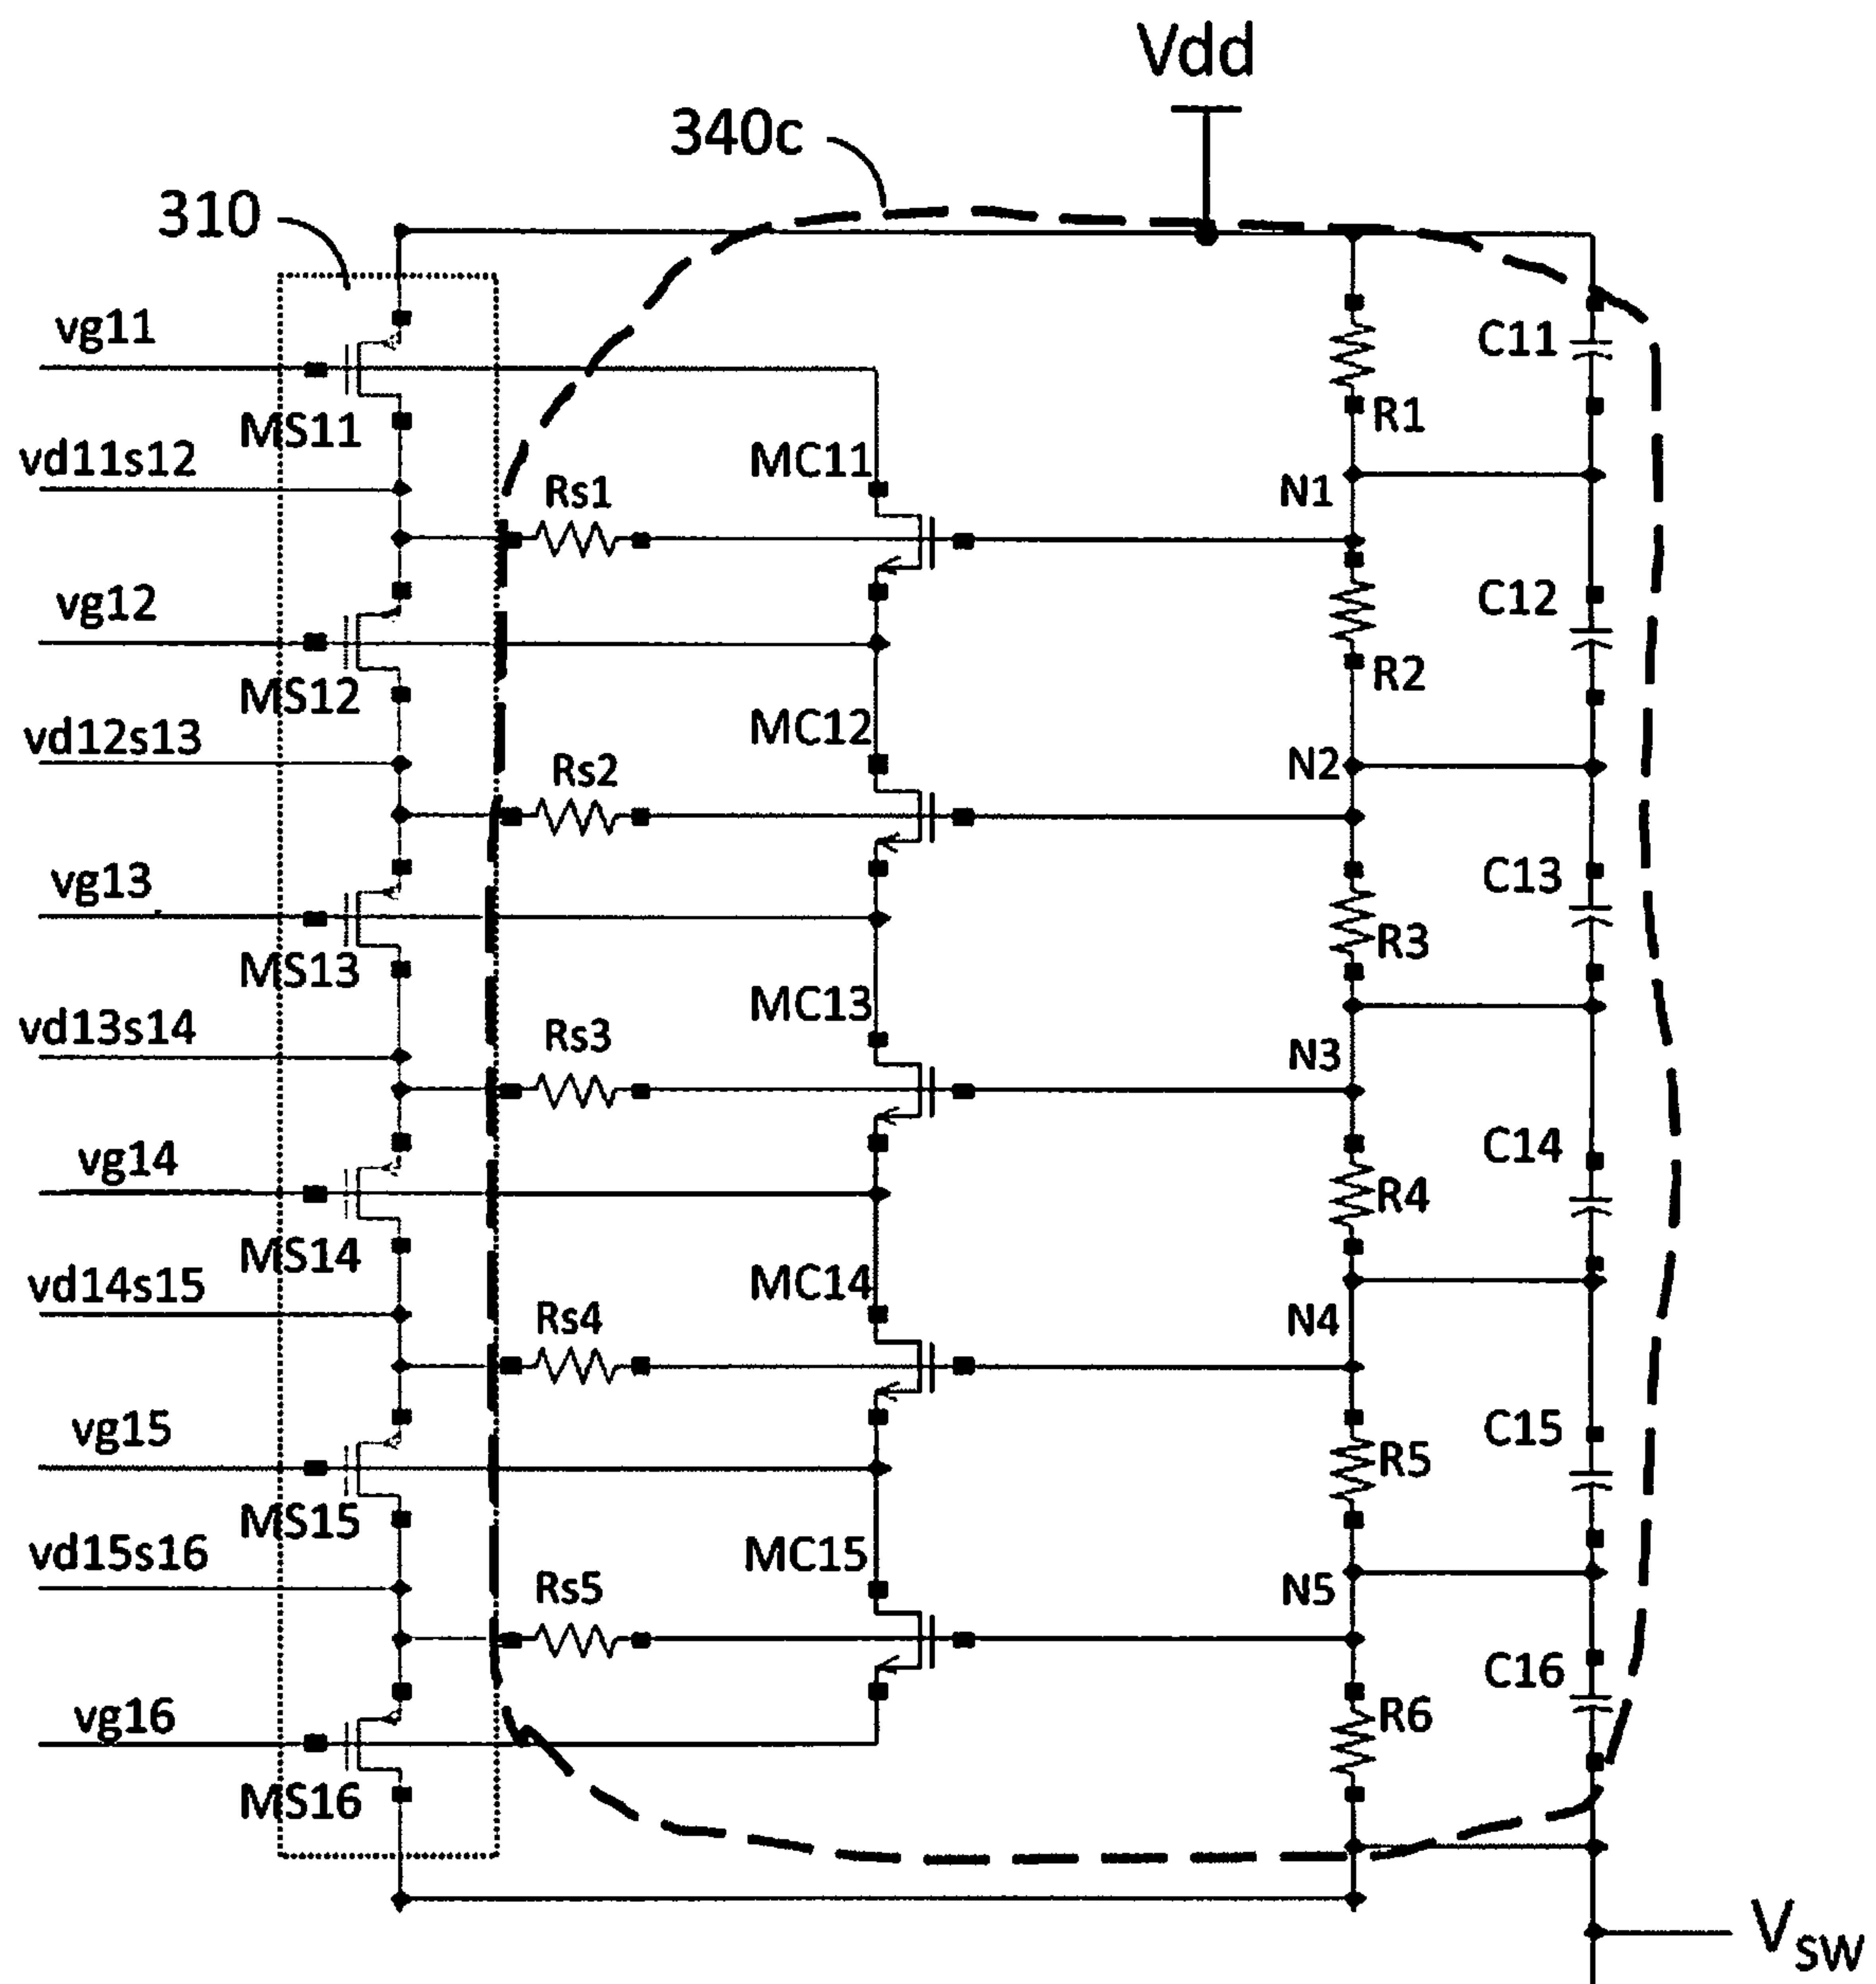 Vdd
340c
310
vg11
C11
R1
MS11
vd11s12
MC11
Rs1
N1
vg12
C12
R2
MS12
vd12s13
MC12
Rs2
N2
vg13
C13
R3
MS13
vd13s14
MC13
Rs3
N3
vg14
C14
R4
MS14
vd14s15
MC14
Rs4
N4
vg15
C15
R5
MS15
vd15s16
MC15
Rs5
N5
vg16
C16
R6
MS16
VSW